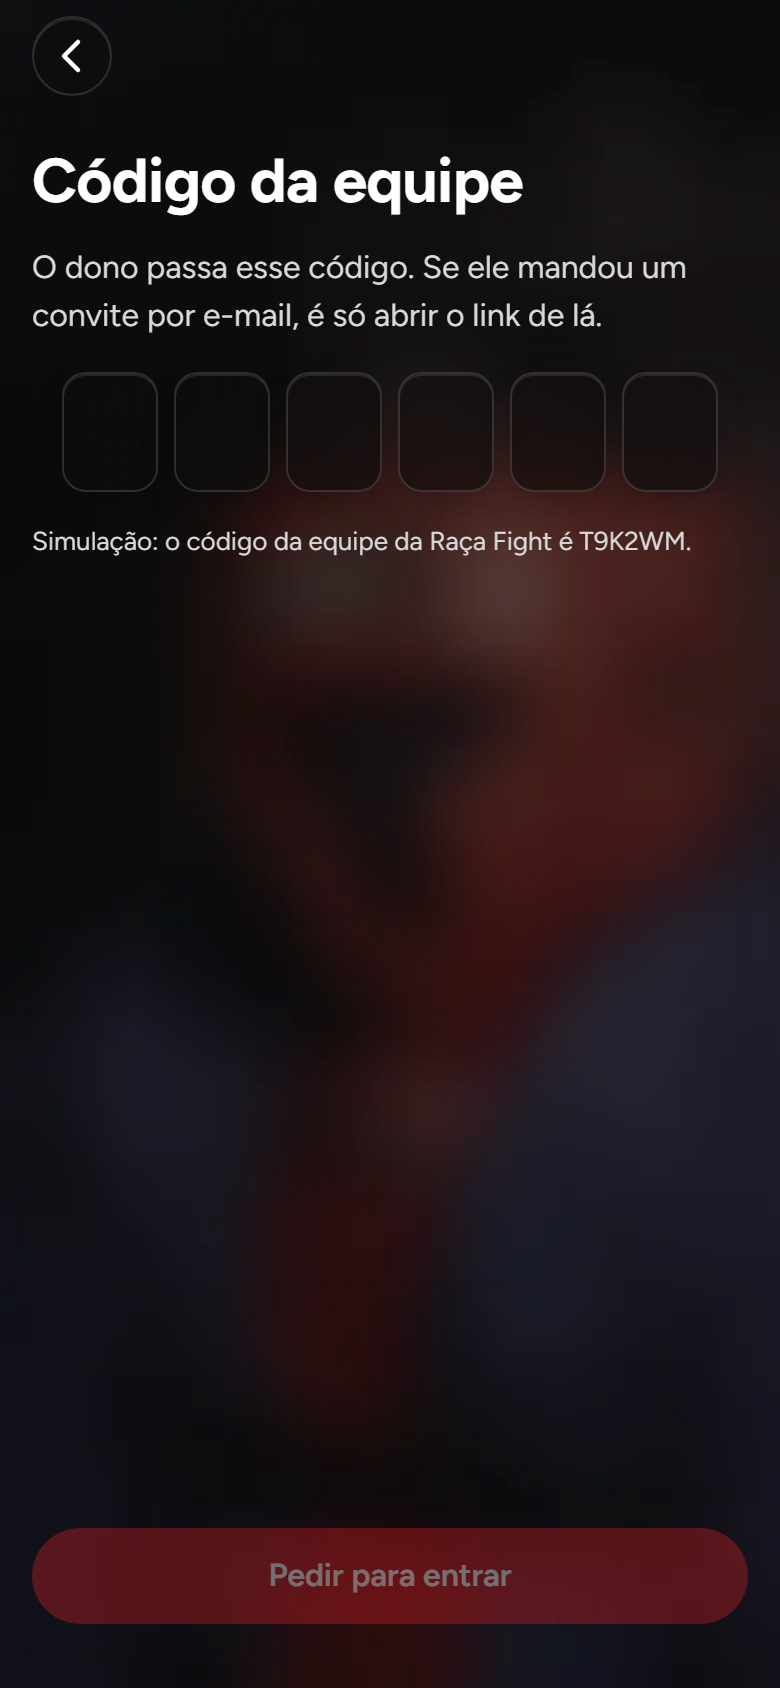 Código da equipe
O dono passa esse código. Se ele mandou um
convite por e-mail, é só abrir o link de lá.
Simulação: o código da equipe da Raça Fight é T9K2WM.
Pedir para entrar